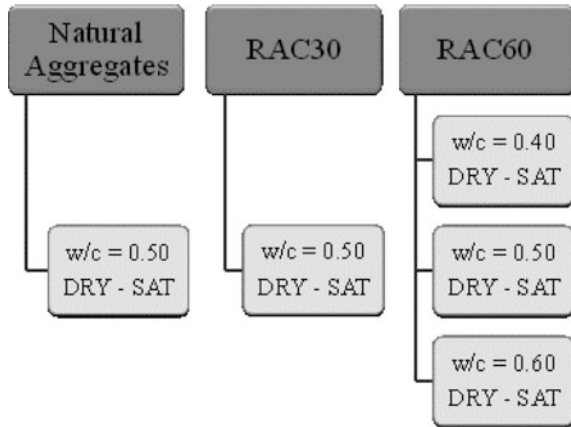 Natural
Aggregates
w/c = 0.50
DRY - SAT
RAC30
w/c = 0.50
DRY - SAT
RAC60
w/c = 0.40
DRY - SAT
w/c = 0.50
DRY - SAT
w/c = 0.60
DRY - SAT